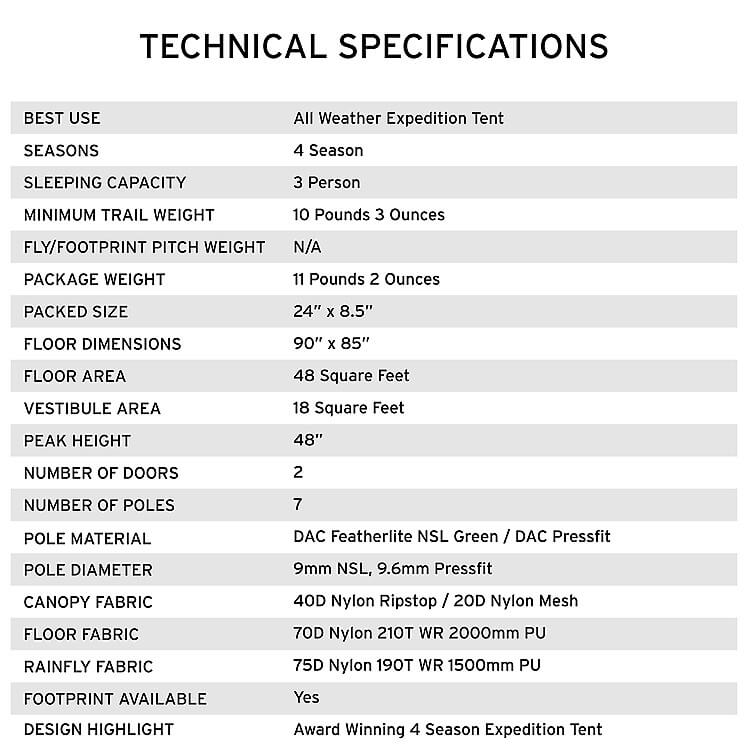 TECHNICAL SPECIFICATIONS
BEST USE All Weather Expedition Tent
SEASONS 4 Season
SLEEPING CAPACITY 3 Person
MINIMUM TRAIL WEIGHT 10 Pounds 3 Ounces
FLY/FOOTPRINT PITCH WEIGHT N/A
PACKAGE WEIGHT 11 Pounds 2 Ounces
PACKED SIZE 24” x 8.5”
FLOOR DIMENSIONS 90” x 85”
FLOOR AREA 48 Square Feet
VESTIBULE AREA 18 Square Feet
PEAK HEIGHT 48”
NUMBER OF DOORS 2
NUMBER OF POLES 7
POLE MATERIAL DAC Featherlite NSL Green / DAC Pressfit
POLE DIAMETER 9mm NSL, 9.6mm Pressfit
CANOPY FABRIC 40D Nylon Ripstop / 20D Nylon Mesh
FLOOR FABRIC 70D Nylon 210T WR 2000mm PU
RAINFLY FABRIC 75D Nylon 190T WR 1500mm PU
FOOTPRINT AVAILABLE Yes
DESIGN HIGHLIGHT Award Winning 4 Season Expedition Tent